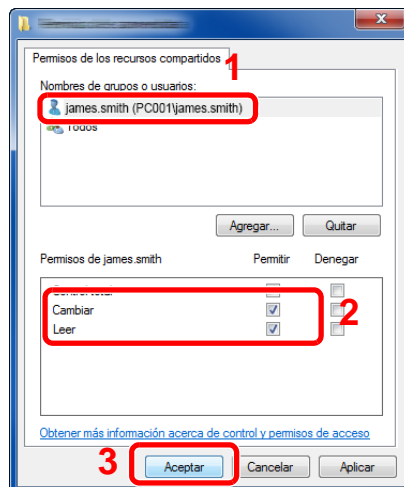 Permisos de los recursos compartidos
1
Nombres de grupos o usuarios:
james.smith (PC001\james.smith)
Todos
Agregar... Quitar
Permisos de james.smith Permitir Denegar
Control total
Cambiar
2
Leer
Obtener más información acerca de control y permisos de acceso
3
Aceptar Cancelar Aplicar